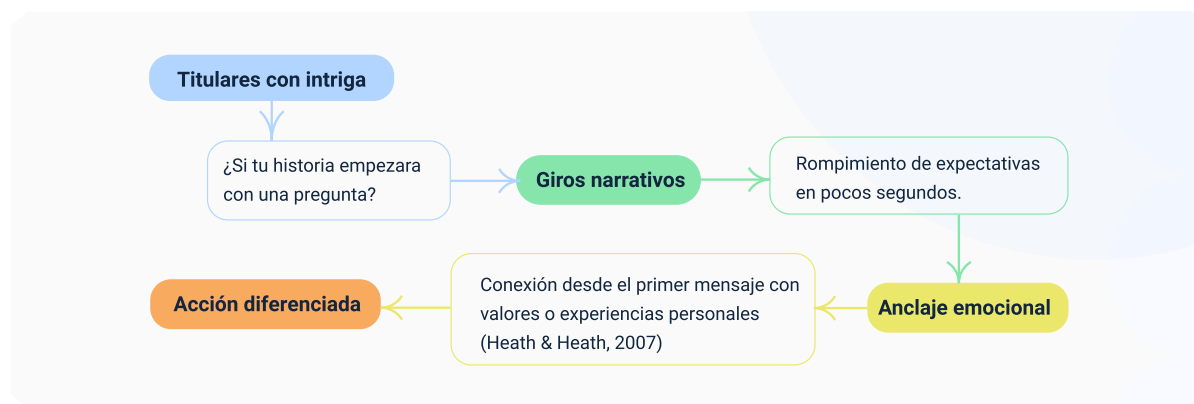 Titulares con intriga
¿Si tu historia empezara
con una pregunta?
Giros narrativos
Rompimiento de expectativas
en pocos segundos.
Anclaje emocional
Conexión desde el primer mensaje con
valores o experiencias personales
(Heath & Heath, 2007)
Acción diferenciada